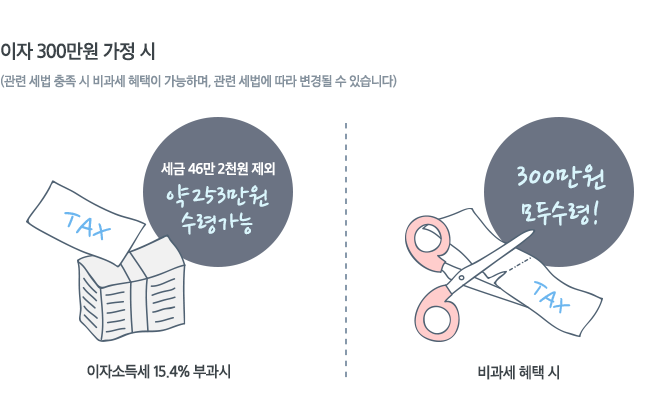 이자 300만원 가정 시
(관련 세법 충족 시 비과세 혜택이 가능하며, 관련 세법에 따라 변경될 수 있습니다)
세금 46만 2천원 제외
약 253만원
수령가능
TAX
이자소득세 15.4% 부과시
300만원
모두수령!
TAX
비과세 혜택 시